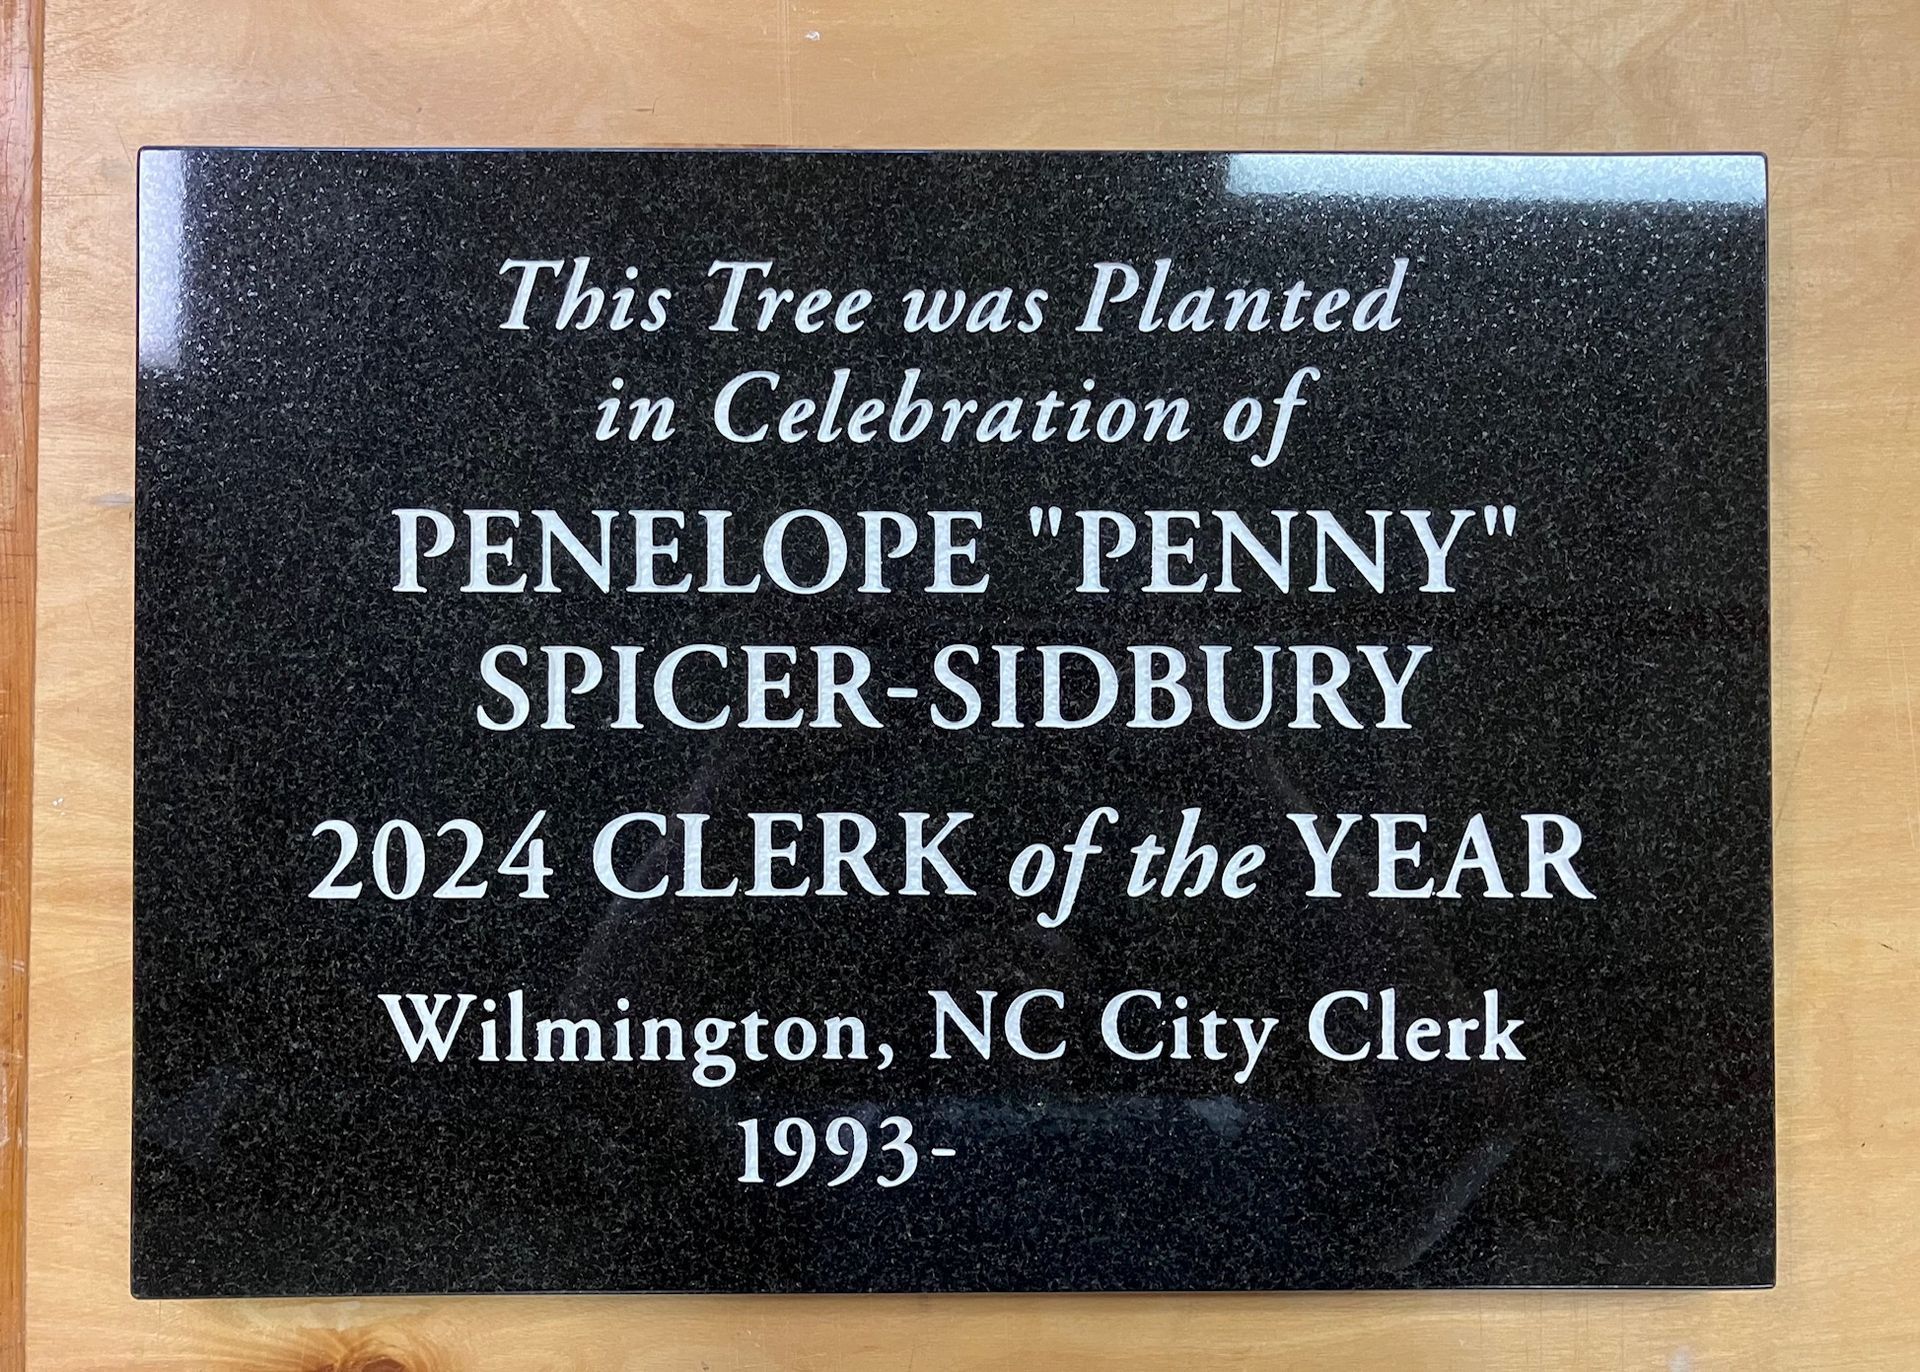 This Tree was Planted
in Celebration of
PENELOPE "PENNY"
SPICER-SIDBURY
2024 CLERK of the YEAR
Wilmington, NC City Clerk
1993-